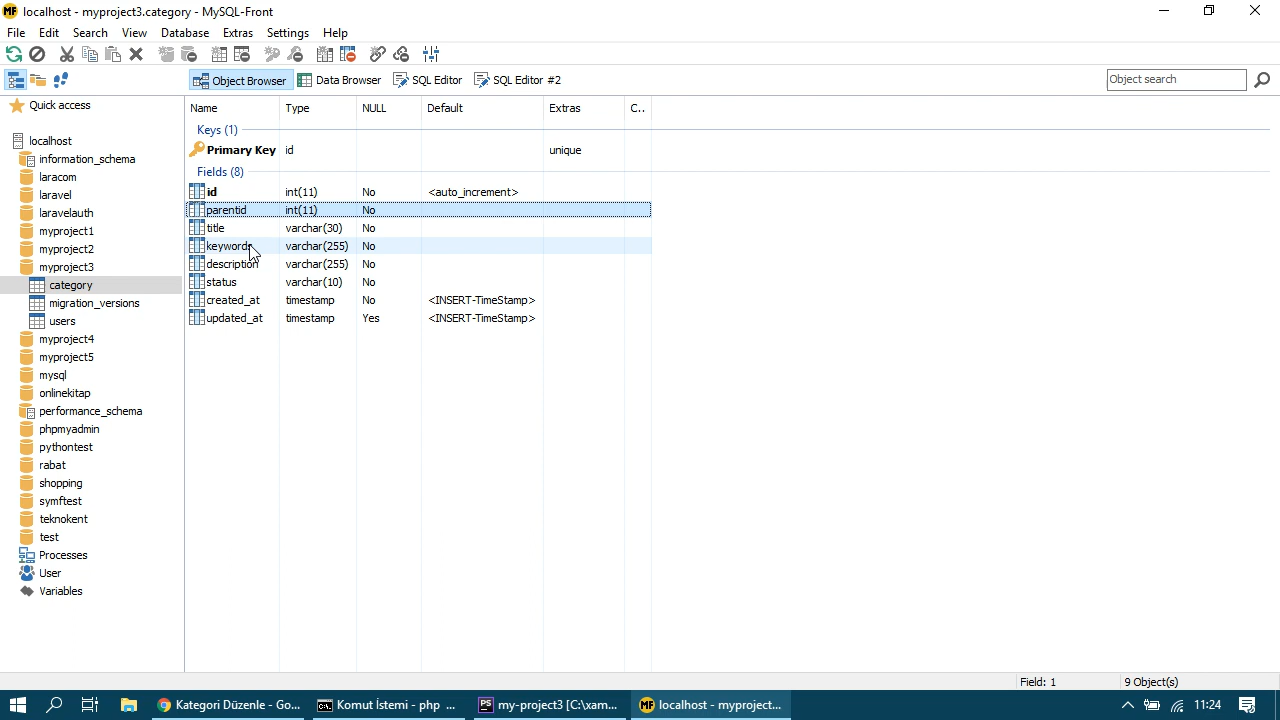 MF localhost - myproject3.category - MySQL-Front
File Edit Search View Database Extras Settings Help
Object Browser Data Browser SQL Editor SQL Editor #2 Object search
Quick access
localhost
information_schema
laracom
laravel
laravelauth
myproject1
myproject2
myproject3
category
migration_versions
users
myproject4
myproject5
mysql
onlinekitap
performance_schema
phpmyadmin
pythontest
rabat
shopping
symftest
teknokent
test
Processes
User
Variables
Name Type NULL Default Extras C..
Keys (1)
Primary Key id unique
Fields (8)
id int(11) No <auto_increment>
parentid int(11) No
title varchar(30) No
keywords varchar(255) No
description varchar(255) No
status varchar(10) No
created_at timestamp No <INSERT-TimeStamp>
updated_at timestamp Yes <INSERT-TimeStamp>
Field: 1 9 Object(s)
Kategori Düzenle - Go... Komut İstemi - php ... PS my-project3 [C:\xam... MF localhost - myproject... 11:24